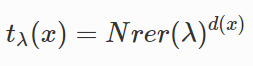 t_λ(x) = Nrer(λ)^{d(x)}